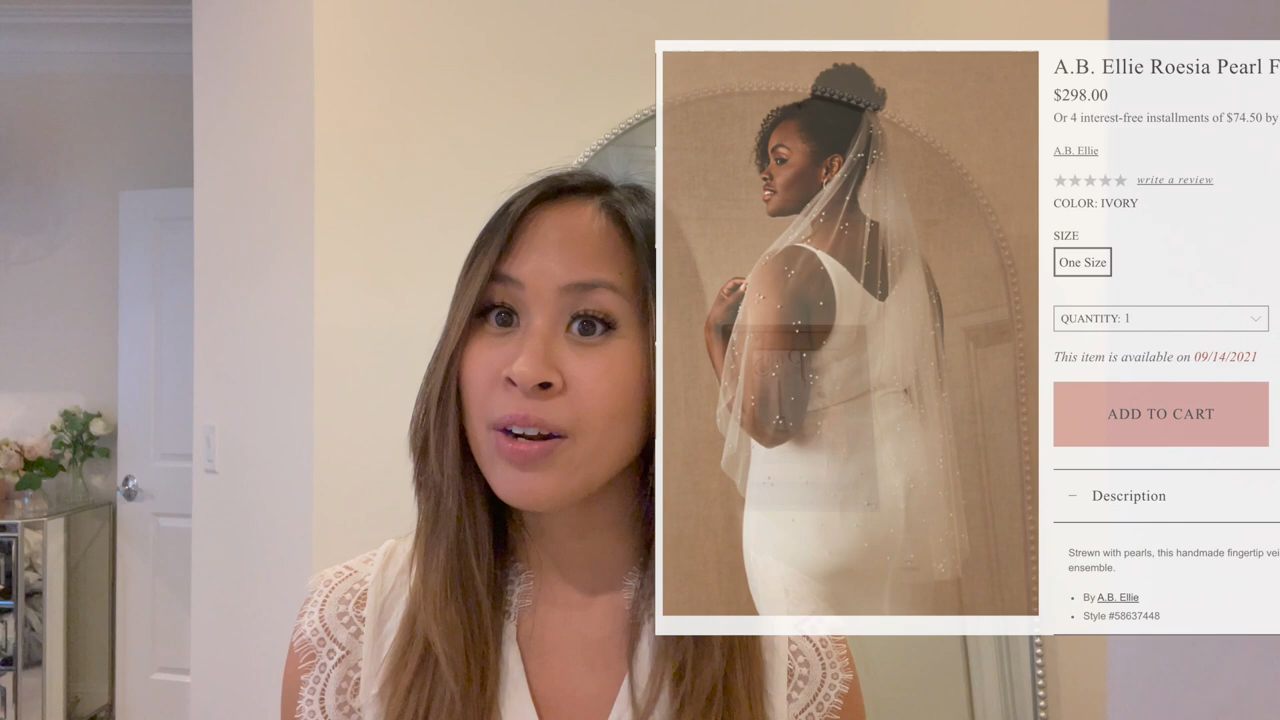 A.B. Ellie Roesia Pearl F
$298.00
Or 4 interest-free installments of $74.50 by
A.B. Ellie
write a review
COLOR: IVORY
SIZE
One Size
QUANTITY: 1
This item is available on 09/14/2021
ADD TO CART
− Description
Strewn with pearls, this handmade fingertip vei
ensemble.
• By A.B. Ellie
• Style #58637448